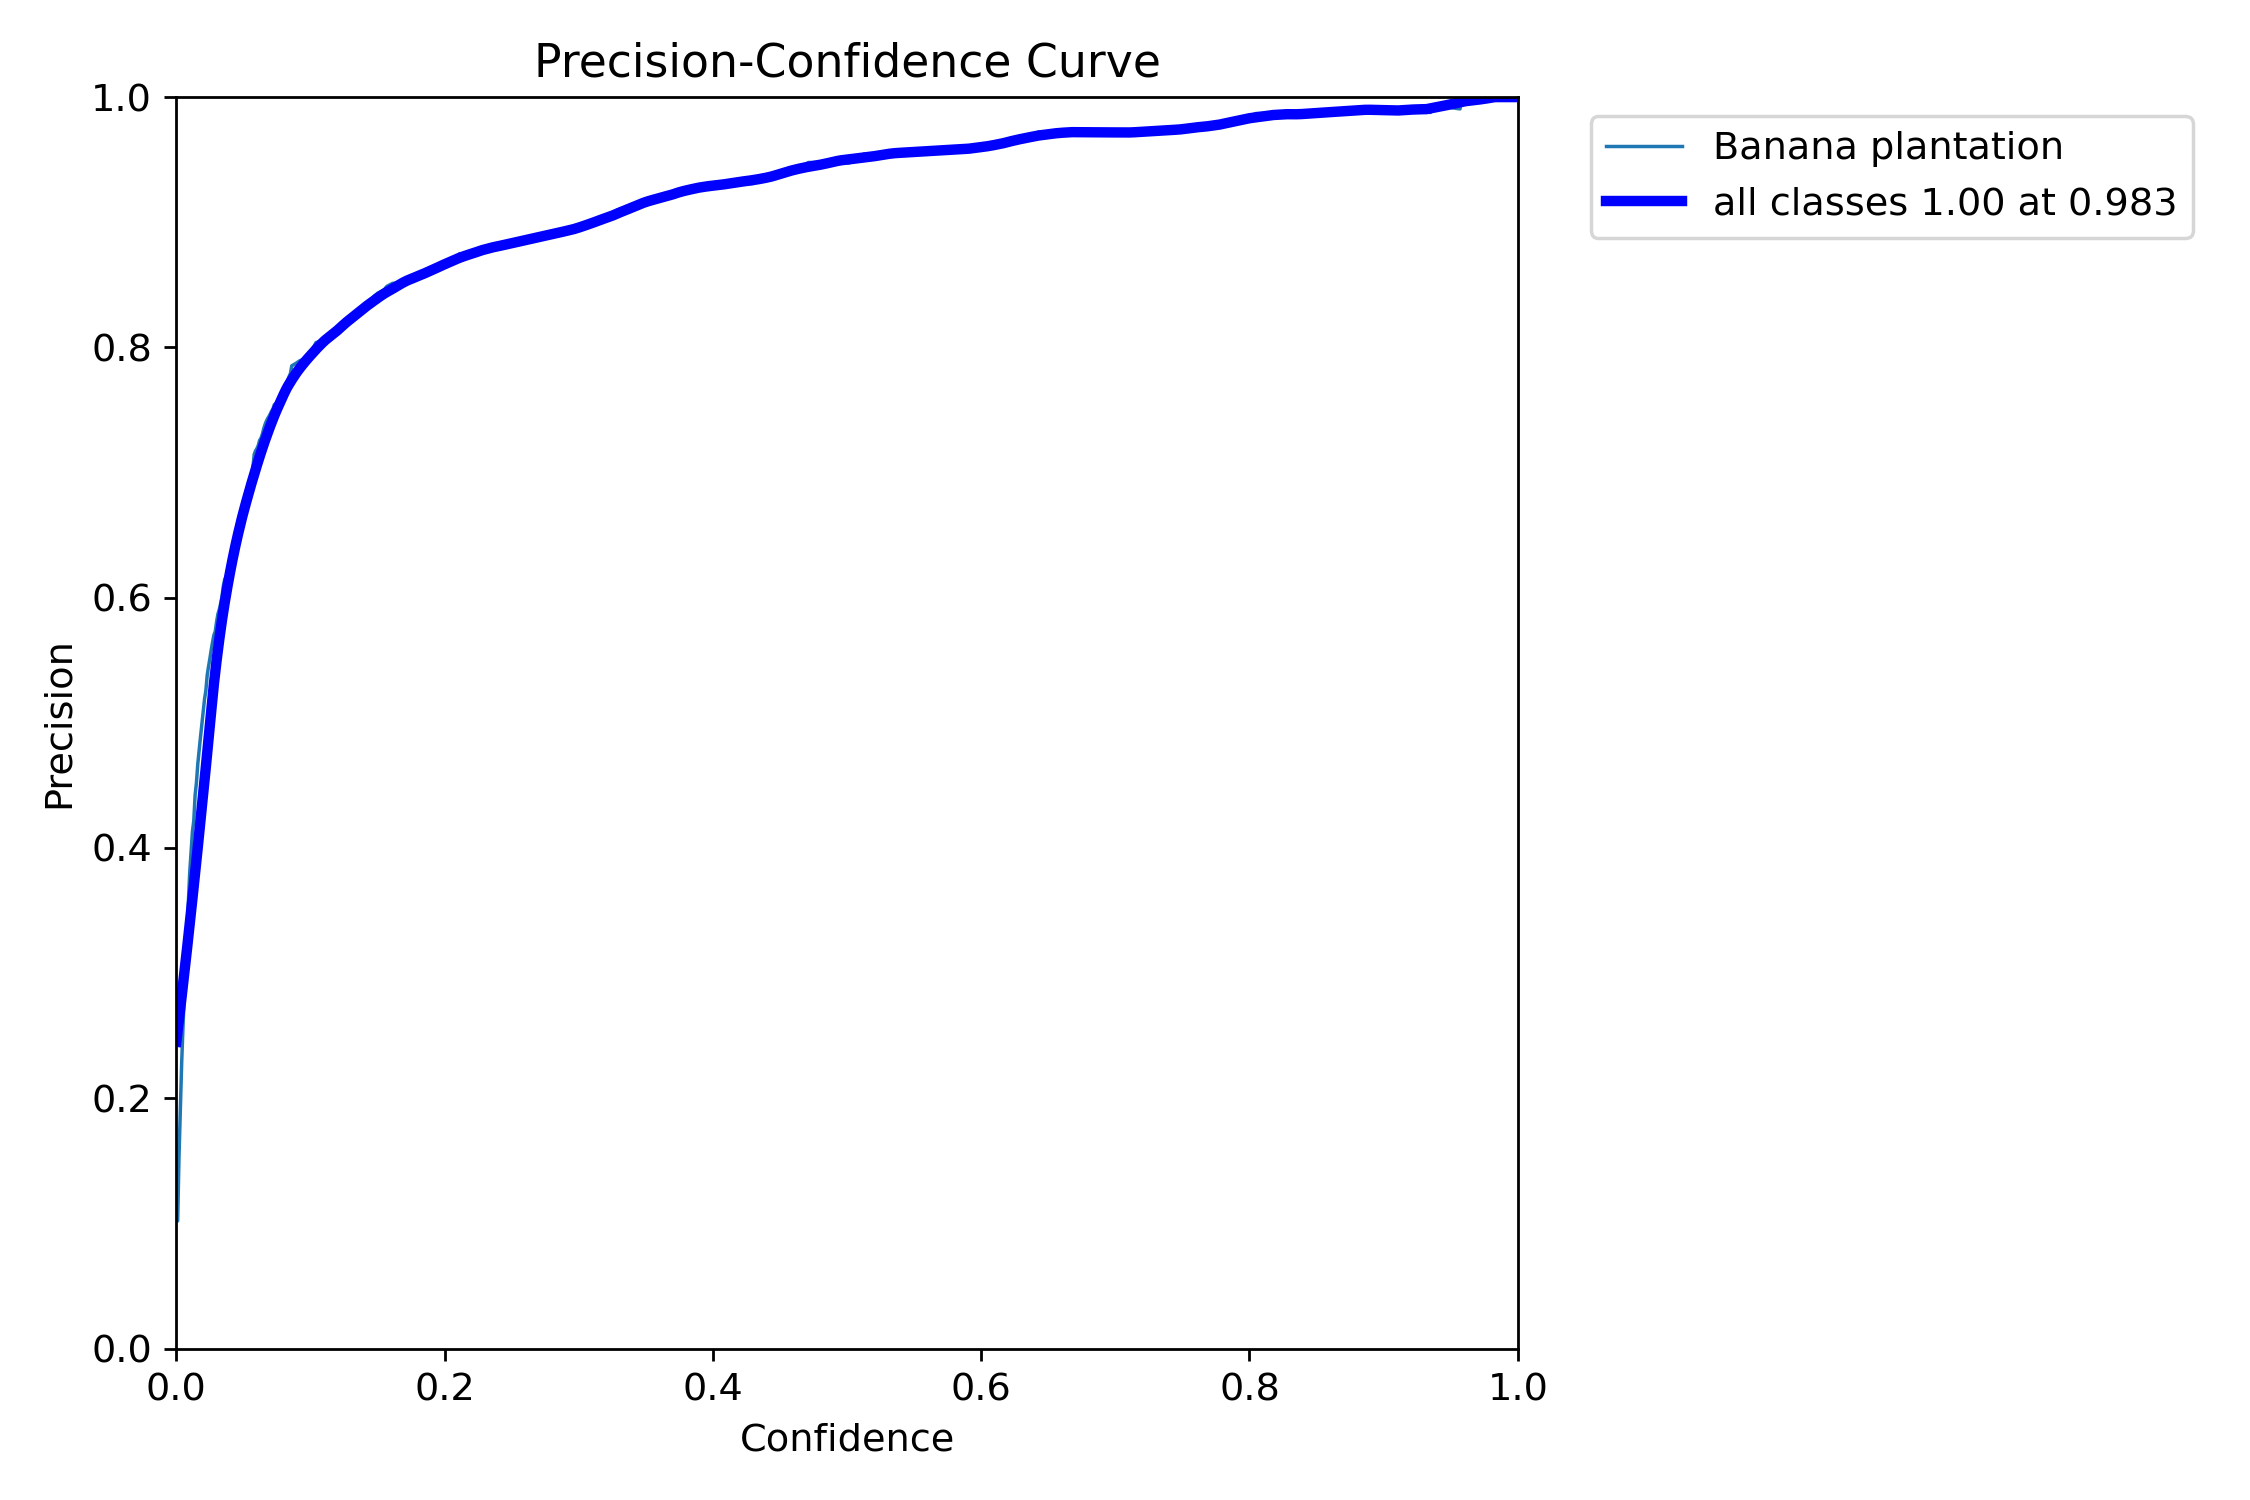 Precision-Confidence Curve
1.0
0.8
0.6
0.4
0.2
0.0
Precision
0.0 0.2 0.4 0.6 0.8 1.0
Confidence
Banana plantation
all classes 1.00 at 0.983